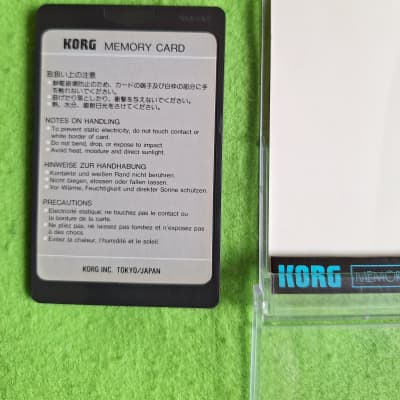 KORG MEMORY CARD
取扱い上の注意
静電破壊防止のため、カードの端子及び白枠の部分に手
を触れないでください。
曲げたり落としたり、衝撃を与えないでください。
熱、水分、直射日光をさけてください。
NOTES ON HANDLING
To prevent static electricity, do not touch contact or
white border of card.
Do not bend, drop, or expose to impact.
Avoid heat, moisture and direct sunlight.
HINWEISE ZUR HANDHABUNG
Kontakte und weißen Rand nicht berühren.
Nicht biegen, stossen oder fallen lassen.
Vor Wärme, Feuchtigkeit und direkter Sonne schützen.
PRECAUTIONS
Electricité statique: ne touchez pas le contact ou
la bordure de la carte.
Ne pliez pas, ne laissez pas tombez et n'exposez pas
à des chocs.
Eviter la chaleur, l'humidité et le soleil.
KORG INC. TOKYO/JAPAN
KORG MEMOR